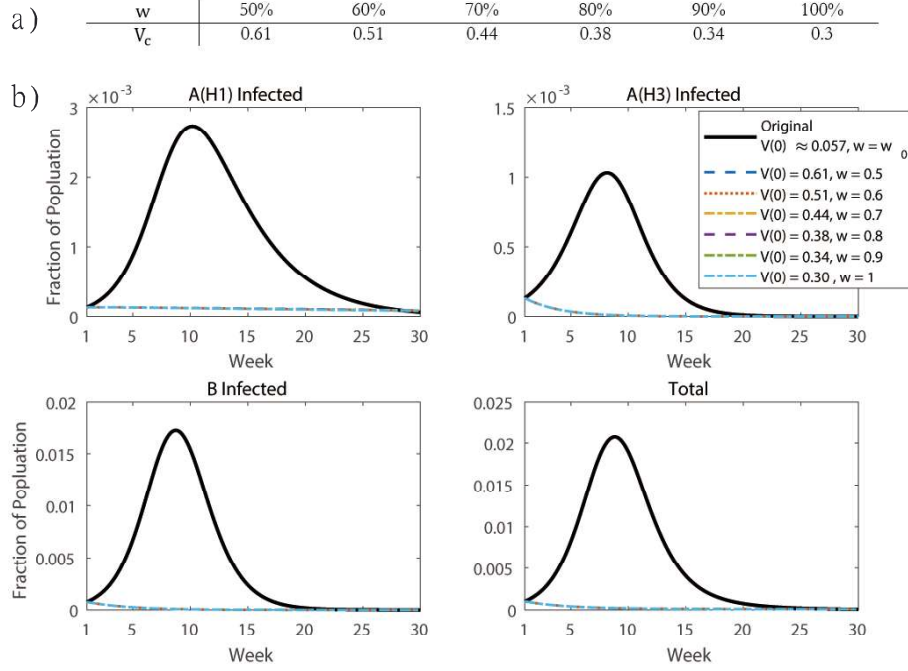 a)
w 50% 60% 70% 80% 90% 100%
V_c 0.61 0.51 0.44 0.38 0.34 0.3
b)
×10⁻³ A(H1) Infected
Fraction of Popluation
3
2
1
0
1 5 10 15 20 25 30
Week
×10⁻³ A(H3) Infected
1.5
1
0.5
0
1 5 10 15 20 25 30
Week
Original
V(0) ≈ 0.057, w = w_0
V(0) = 0.61, w = 0.5
V(0) = 0.51, w = 0.6
V(0) = 0.44, w = 0.7
V(0) = 0.38, w = 0.8
V(0) = 0.34, w = 0.9
V(0) = 0.30 , w = 1
B Infected
Fraction of Popluation
0.02
0.015
0.01
0.005
0
1 5 10 15 20 25 30
Week
Total
0.025
0.02
0.015
0.01
0.005
0
1 5 10 15 20 25 30
Week